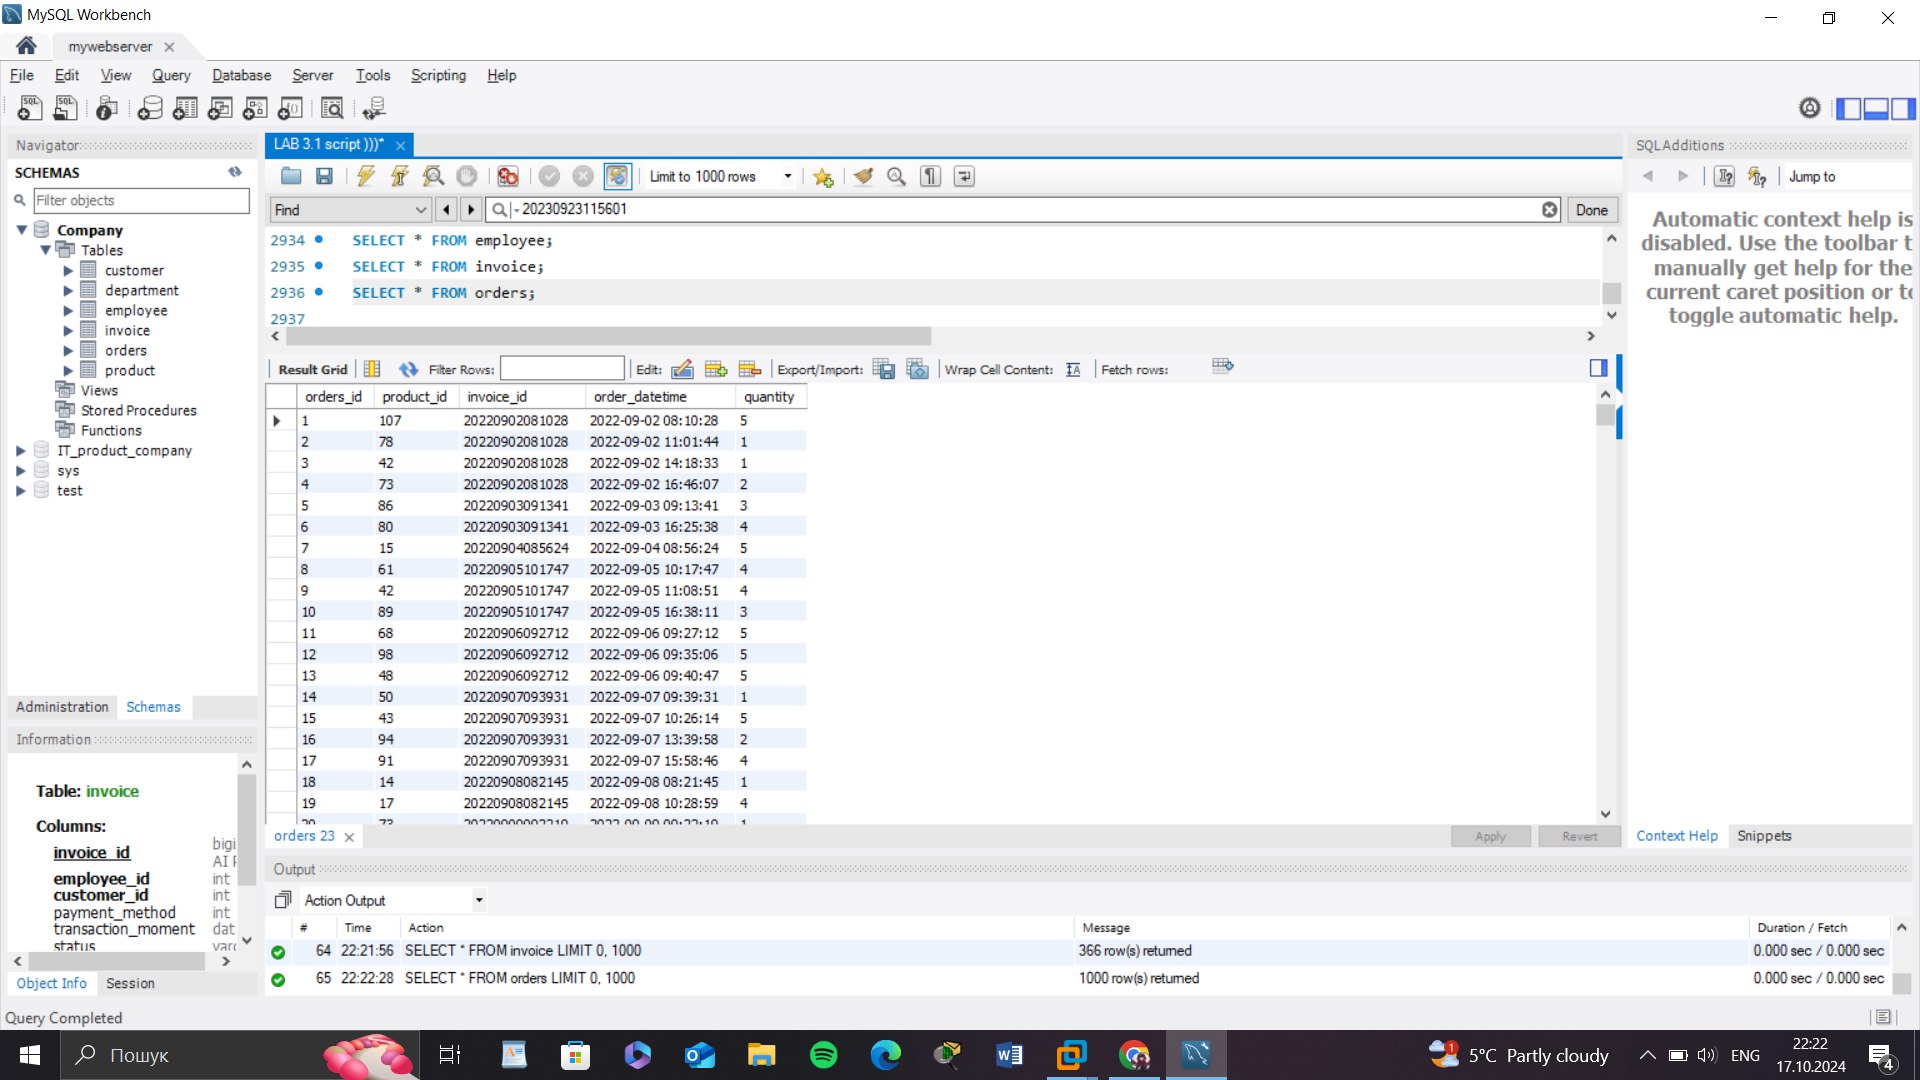 MySQL Workbench
mywebserver
File Edit View Query Database Server Tools Scripting Help
Navigator
SCHEMAS
Filter objects
Company
Tables
customer
department
employee
invoice
orders
product
Views
Stored Procedures
Functions
IT_product_company
sys
test
Administration Schemas
Information
Table: invoice
Columns:
invoice_id bigi
AI P
employee_id int
customer_id int
payment_method int
transaction_moment dat
status varc
Object Info Session
LAB 3.1 script )))*
Limit to 1000 rows
Find 20230923115601 Done
2934 SELECT * FROM employee;
2935 SELECT * FROM invoice;
2936 SELECT * FROM orders;
2937
Result Grid Filter Rows: Edit: Export/Import: Wrap Cell Content: Fetch rows:
orders_id product_id invoice_id order_datetime quantity
1 107 20220902081028 2022-09-02 08:10:28 5
2 78 20220902081028 2022-09-02 11:01:44 1
3 42 20220902081028 2022-09-02 14:18:33 1
4 73 20220902081028 2022-09-02 16:46:07 2
5 86 20220903091341 2022-09-03 09:13:41 3
6 80 20220903091341 2022-09-03 16:25:38 4
7 15 20220904085624 2022-09-04 08:56:24 5
8 61 20220905101747 2022-09-05 10:17:47 4
9 42 20220905101747 2022-09-05 11:08:51 4
10 89 20220905101747 2022-09-05 16:38:11 3
11 68 20220906092712 2022-09-06 09:27:12 5
12 98 20220906092712 2022-09-06 09:35:06 5
13 48 20220906092712 2022-09-06 09:40:47 5
14 50 20220907093931 2022-09-07 09:39:31 1
15 43 20220907093931 2022-09-07 10:26:14 5
16 94 20220907093931 2022-09-07 13:39:58 2
17 91 20220907093931 2022-09-07 15:58:46 4
18 14 20220908082145 2022-09-08 08:21:45 1
19 17 20220908082145 2022-09-08 10:28:59 4
orders 23
Apply Revert
SQLAdditions
Jump to
Automatic context help is
disabled. Use the toolbar t
manually get help for the
current caret position or to
toggle automatic help.
Context Help Snippets
Output
Action Output
# Time Action Message Duration / Fetch
64 22:21:56 SELECT * FROM invoice LIMIT 0, 1000 366 row(s) returned 0.000 sec / 0.000 sec
65 22:22:28 SELECT * FROM orders LIMIT 0, 1000 1000 row(s) returned 0.000 sec / 0.000 sec
Query Completed
Пошук
1 5°C Partly cloudy ENG 22:22
17.10.2024
4